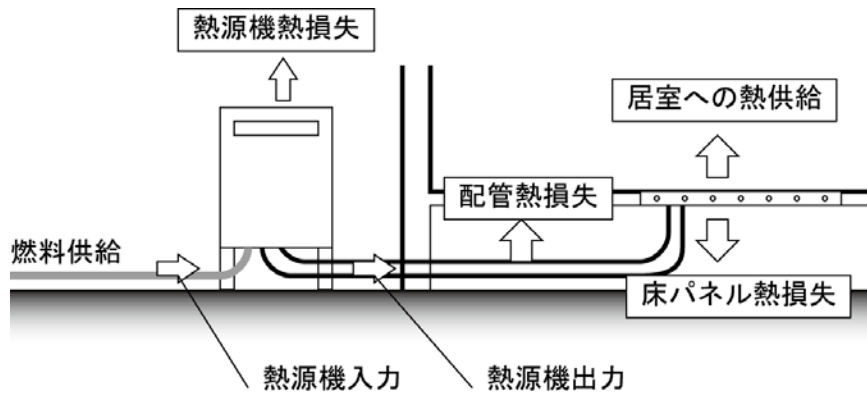 熱源機熱損失
居室への熱供給
配管熱損失
燃料供給
床パネル熱損失
熱源機入力
熱源機出力